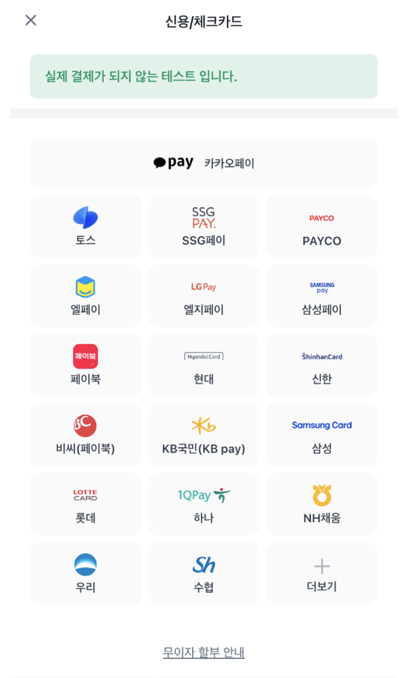 신용/체크카드
실제 결제가 되지 않는 테스트 입니다.
pay 카카오페이
토스
SSG
PAY.
SSG페이
PAYCO
PAYCO
엘페이
LG Pay
엘지페이
SAMSUNG
pay
삼성페이
페이북
페이북
Hyundai Card
현대
ShinhanCard
신한
BC
비씨(페이북)
KB국민(KB pay)
Samsung Card
삼성
LOTTE
CARD
롯데
1QPay
하나
NH채움
우리
Sh
수협
더보기
무이자 할부 안내